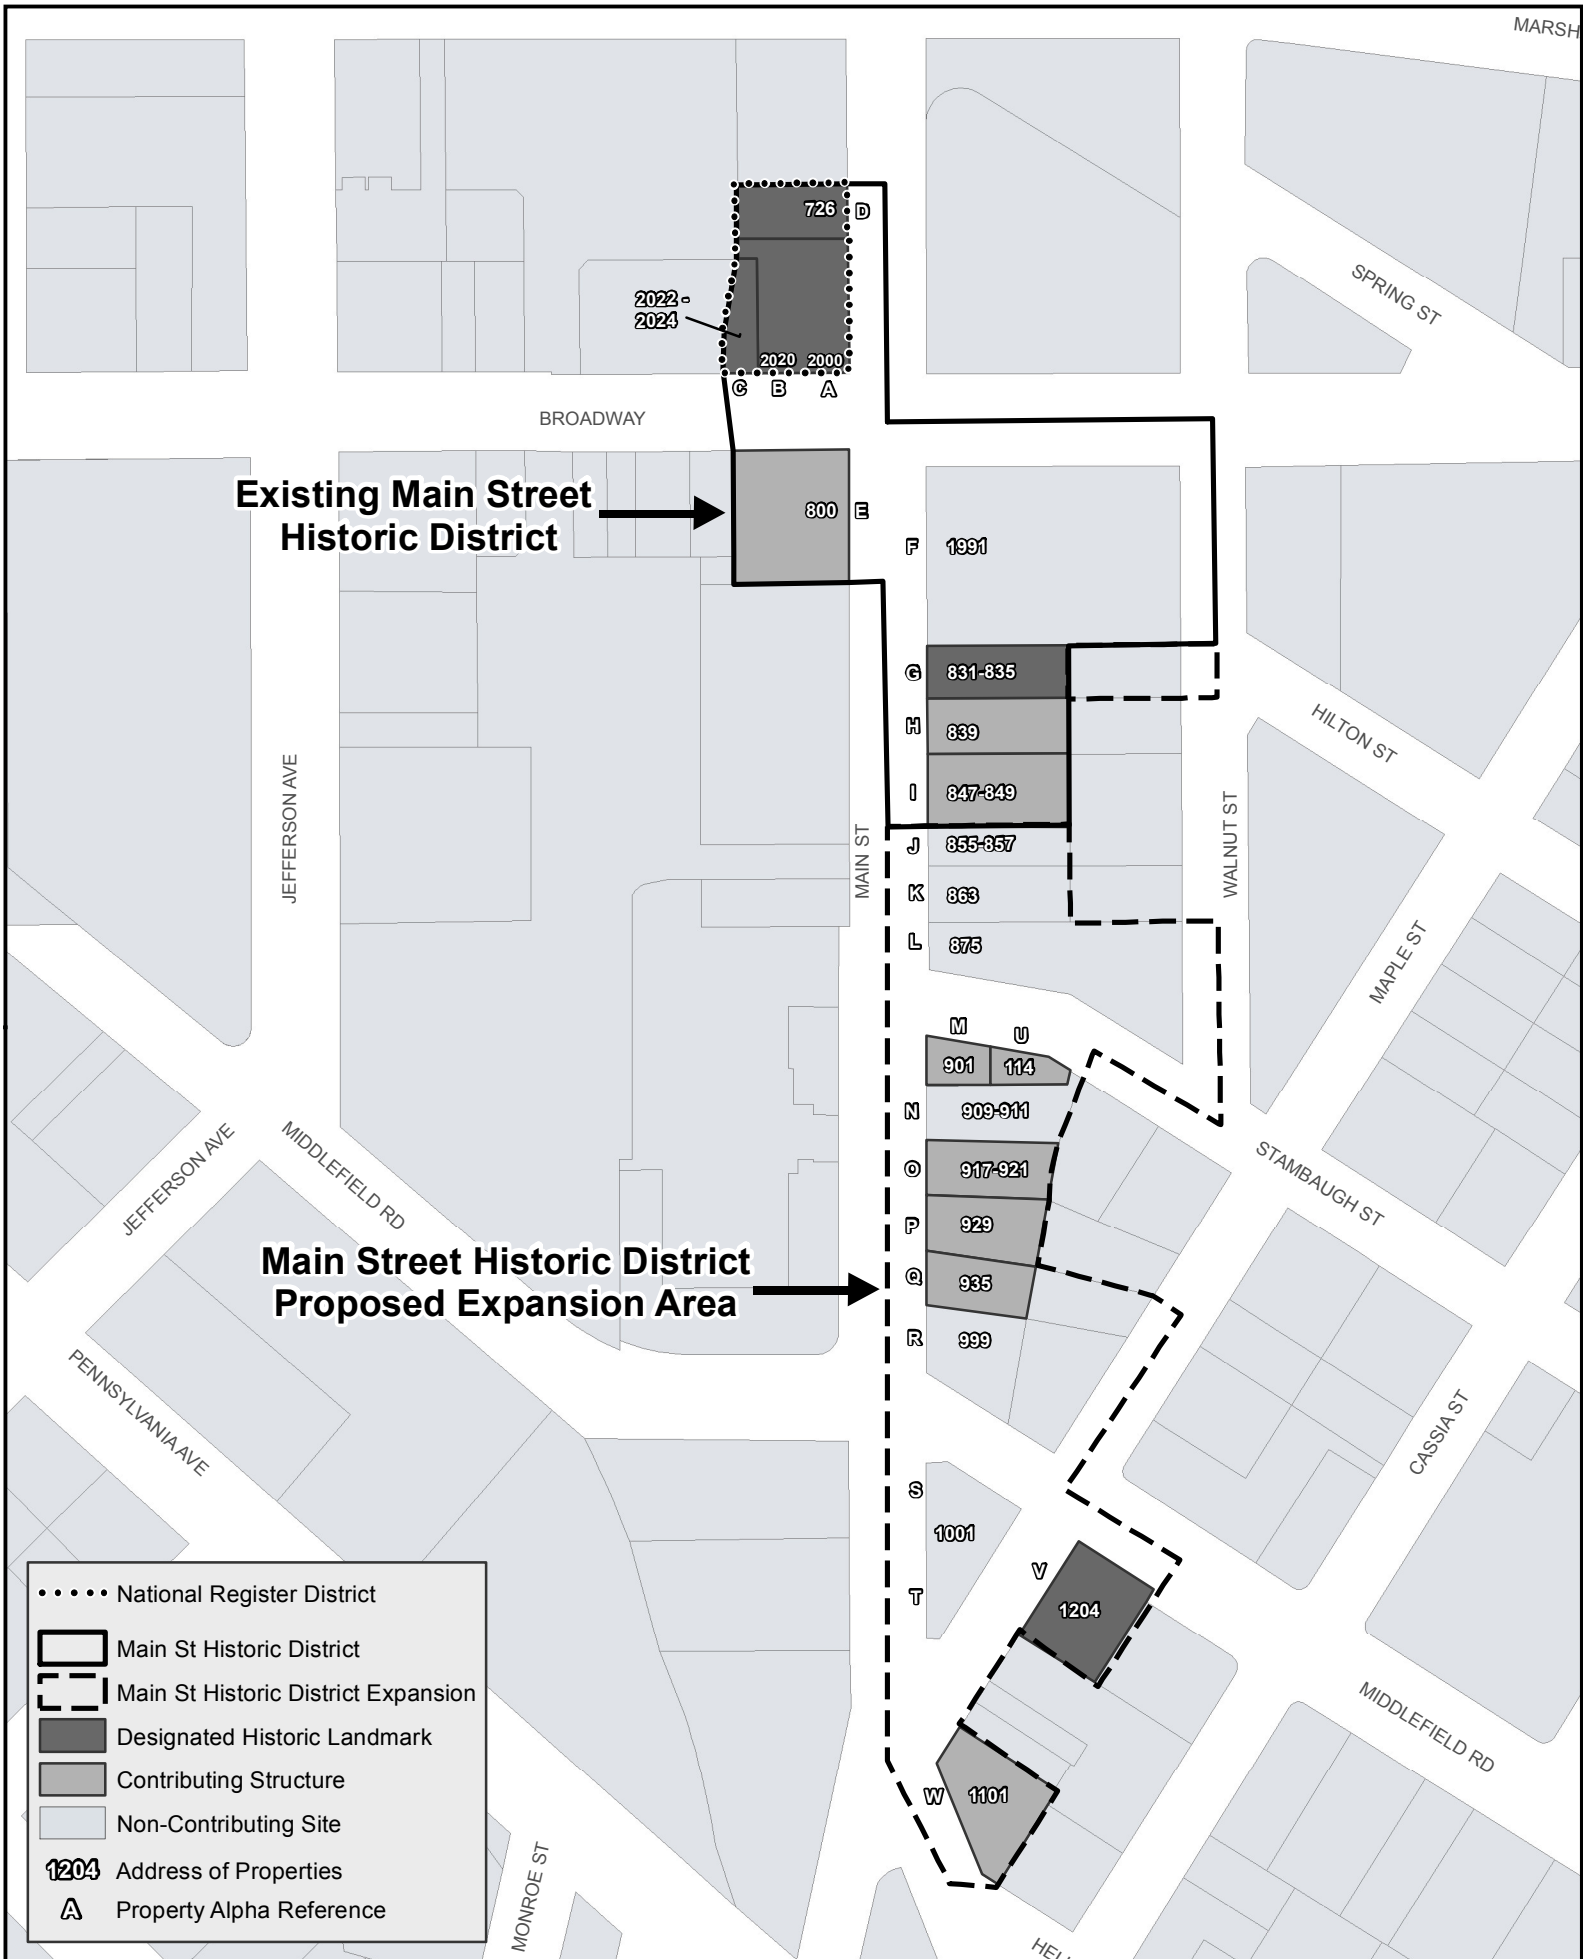 MARSH
726
D
SPRING ST
2022 -
2024
2020
2000
C
B
A
BROADWAY
Existing Main Street
Historic District
800
E
F
1991
G
831-835
H
839
I
847-849
HILTON ST
JEFFERSON AVE
MAIN ST
WALNUT ST
J
855-857
K
863
L
875
MAPLE ST
M
U
901
114
N
909-911
JEFFERSON AVE
MIDDLEFIELD RD
O
917-921
STAMBAUGH ST
P
929
Main Street Historic District
Proposed Expansion Area
Q
935
R
999
PENNSYLVANIA AVE
CASSIA ST
S
1001
V
T
1204
MIDDLEFIELD RD
W
1101
National Register District
Main St Historic District
Main St Historic District Expansion
Designated Historic Landmark
Contributing Structure
Non-Contributing Site
1204 Address of Properties
A Property Alpha Reference
MONROE ST